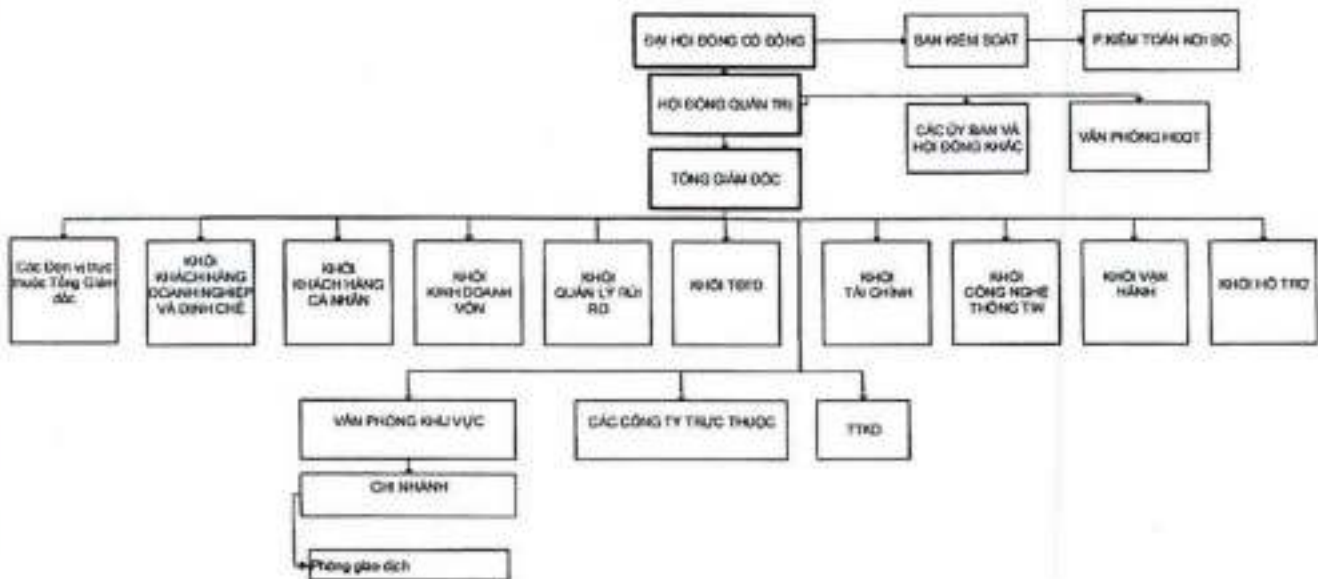 ĐẠI HỘI ĐỒNG CỔ ĐÔNG
BAN KIỂM SOÁT
P.KIỂM TOÁN NỘI BỘ
HỘI ĐỒNG QUẢN TRỊ
CÁC ỦY BAN VÀ
HỘI ĐỒNG KHÁC
VĂN PHÒNG HĐQT
TỔNG GIÁM ĐỐC
Các Đơn vị trực
thuộc Tổng Giám
đốc
KHỐI
KHÁCH HÀNG
DOANH NGHIỆP
VÀ ĐỊNH CHẾ
KHỐI
KHÁCH HÀNG
CÁ NHÂN
KHỐI
KINH DOANH
VỐN
KHỐI
QUẢN LÝ RỦI
RO
KHỐI
KHỐI
TÀI CHÍNH
KHỐI
CÔNG NGHỆ
THÔNG TIN
KHỐI VẬN
HÀNH
KHỐI HỖ TRỢ
VĂN PHÒNG KHU VỰC
CÁC CÔNG TY TRỰC THUỘC
TTKD
CHI NHÁNH
Phòng giao dịch